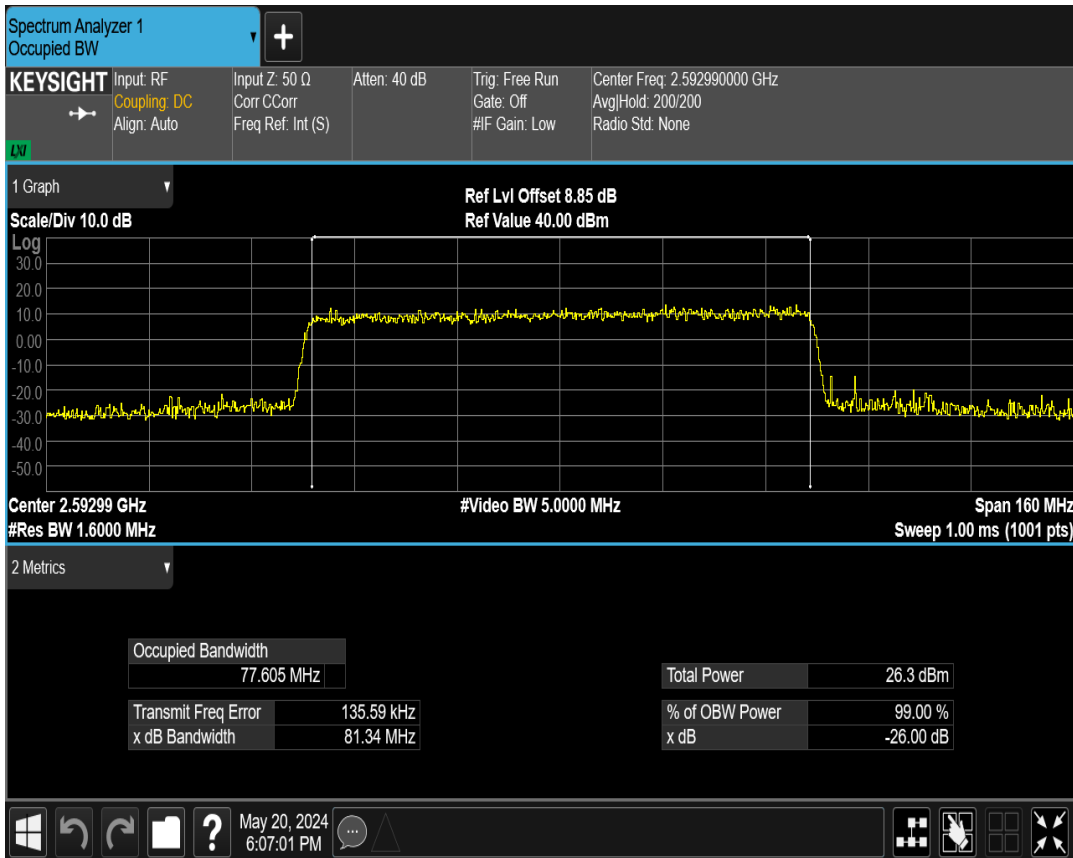 Spectrum Analyzer 1
Occupied BW
KEYSIGHT
LXI
Input: RF
Coupling: DC
Align: Auto
Input Z: 50 Ω
Corr CCorr
Freq Ref: Int (S)
Atten: 40 dB
Trig: Free Run
Gate: Off
#IF Gain: Low
Center Freq: 2.592990000 GHz
Avg|Hold: 200/200
Radio Std: None
1 Graph
Scale/Div 10.0 dB
Ref Lvl Offset 8.85 dB
Ref Value 40.00 dBm
Log
30.0
20.0
10.0
0.00
-10.0
-20.0
-30.0
-40.0
-50.0
Center 2.59299 GHz
#Res BW 1.6000 MHz
#Video BW 5.0000 MHz
Span 160 MHz
Sweep 1.00 ms (1001 pts)
2 Metrics
Occupied Bandwidth
77.605 MHz
Transmit Freq Error 135.59 kHz
x dB Bandwidth 81.34 MHz
Total Power 26.3 dBm
% of OBW Power 99.00 %
x dB -26.00 dB
May 20, 2024
6:07:01 PM